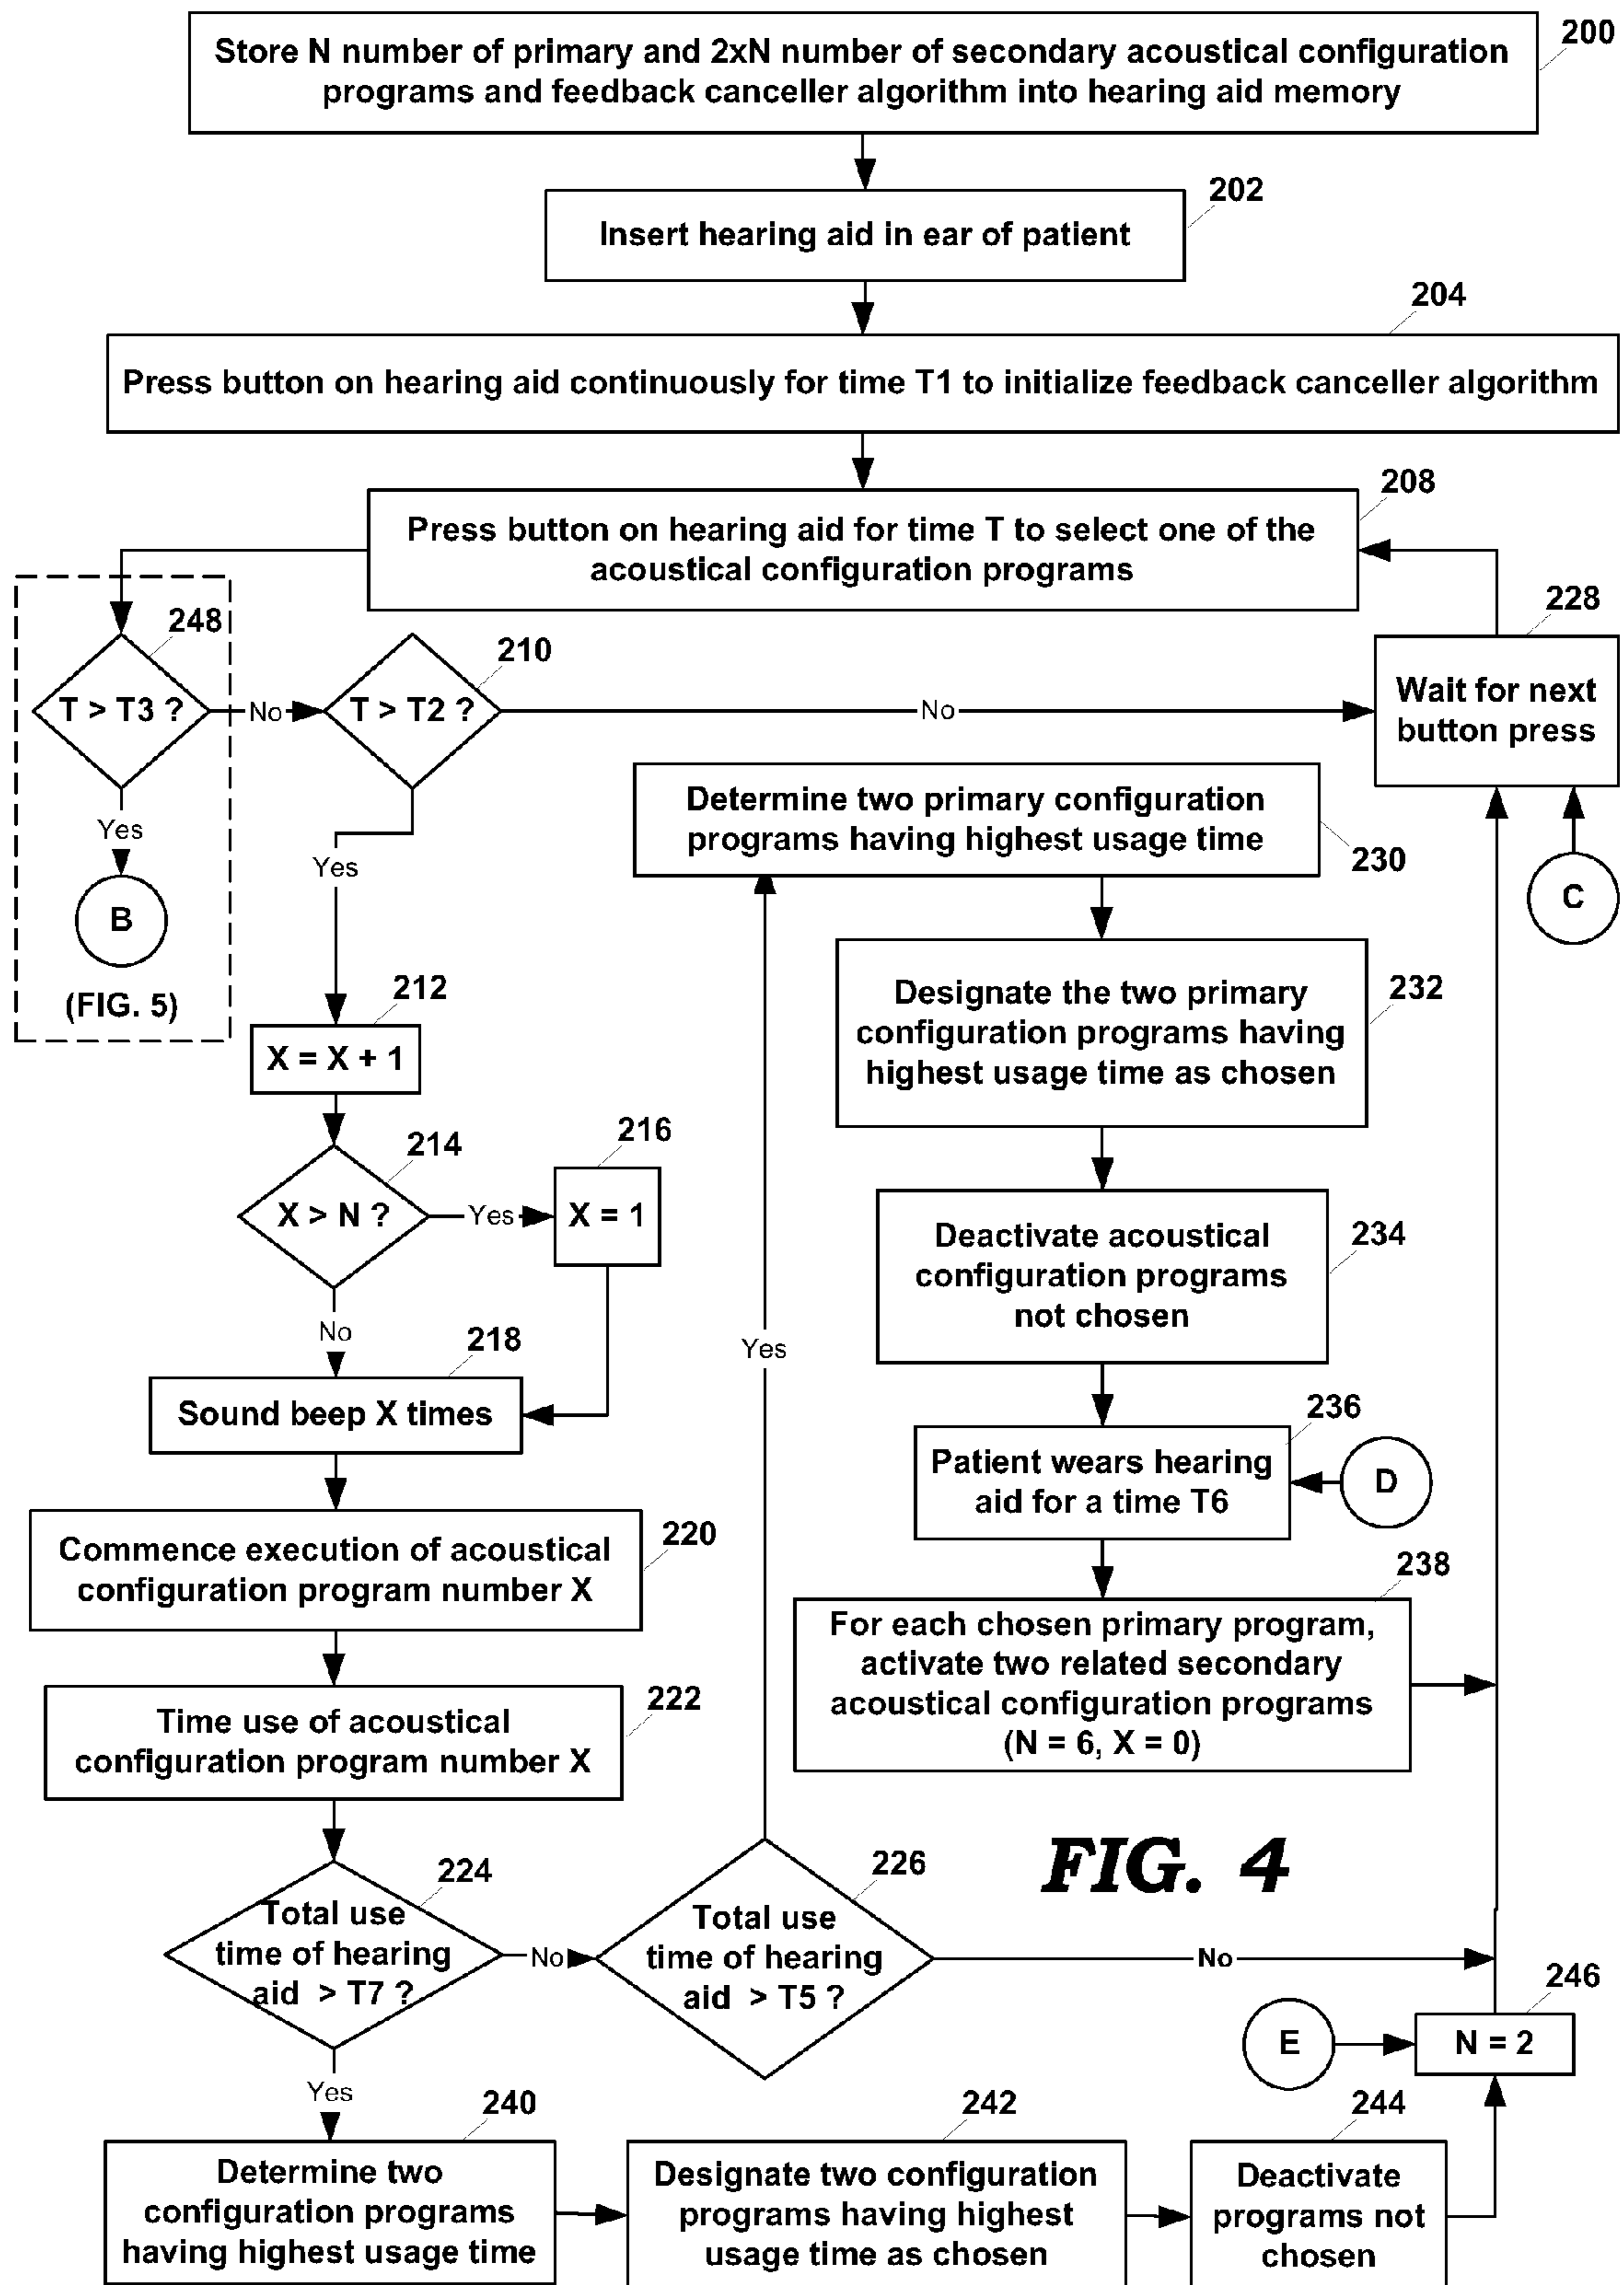 200
Store N number of primary and 2xN number of secondary acoustical configuration
programs and feedback canceller algorithm into hearing aid memory
202
Insert hearing aid in ear of patient
204
Press button on hearing aid continuously for time T1 to initialize feedback canceller algorithm
208
Press button on hearing aid for time T to select one of the
acoustical configuration programs
248
T > T3 ?
No
Yes
B
(FIG. 5)
210
T > T2 ?
No
Yes
228
Wait for next
button press
C
212
X = X + 1
214
X > N ?
Yes
No
216
X = 1
218
Sound beep X times
220
Commence execution of acoustical
configuration program number X
222
Time use of acoustical
configuration program number X
224
Total use
time of hearing
aid > T7 ?
No
Yes
226
Total use
time of hearing
aid > T5 ?
No
Yes
Determine two primary configuration
programs having highest usage time
230
232
Designate the two primary
configuration programs having
highest usage time as chosen
234
Deactivate acoustical
configuration programs
not chosen
236
Patient wears hearing
aid for a time T6
D
238
For each chosen primary program,
activate two related secondary
acoustical configuration programs
(N = 6, X = 0)
FIG. 4
246
E
N = 2
240
Determine two
configuration programs
having highest usage time
242
Designate two configuration
programs having highest
usage time as chosen
244
Deactivate
programs not
chosen